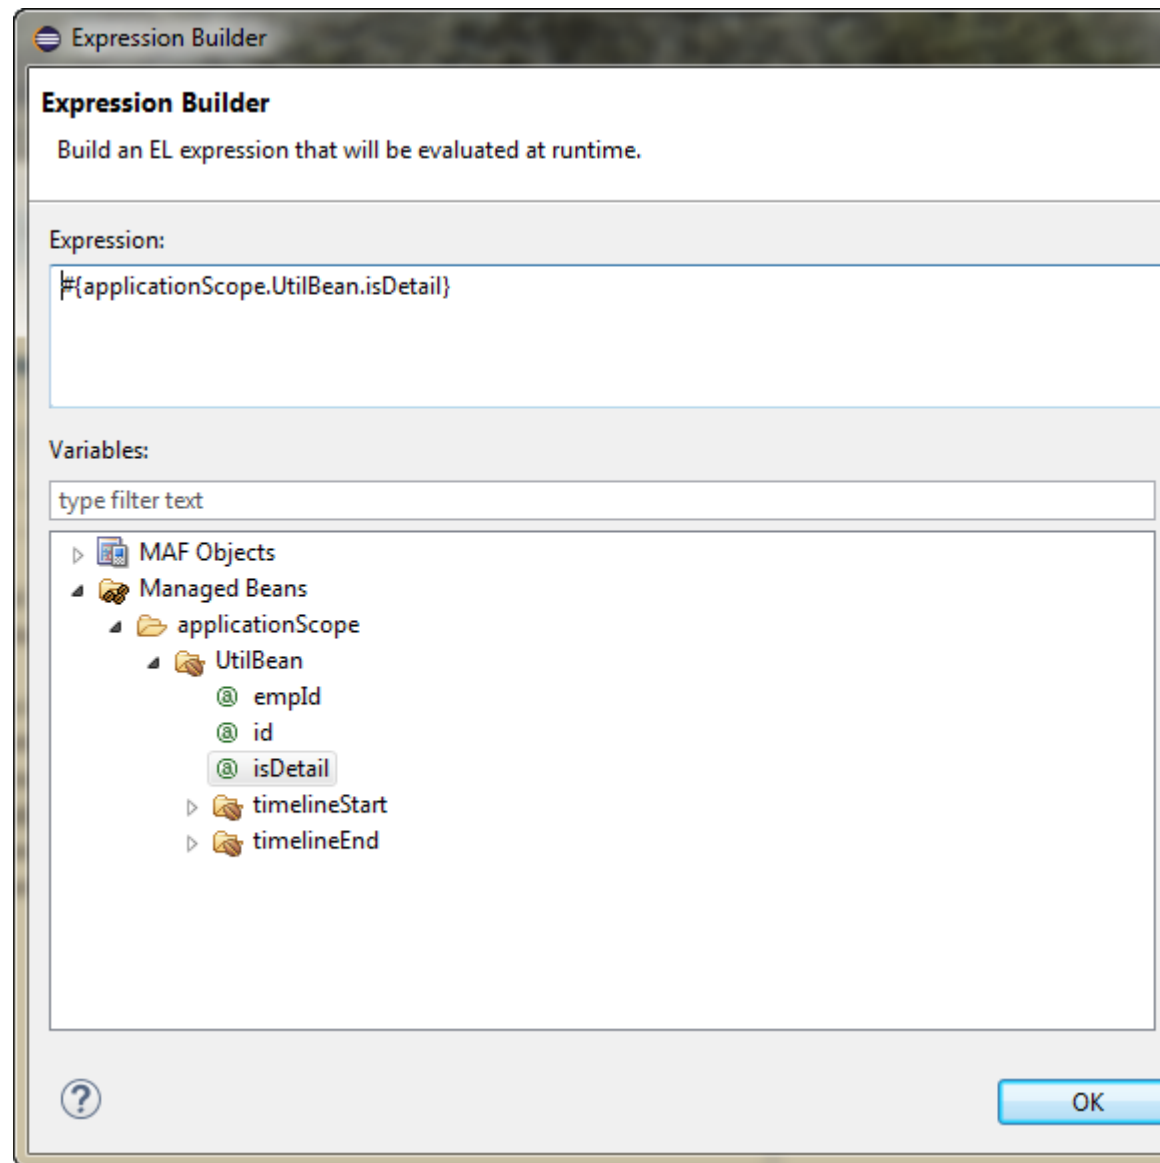 Expression Builder
Expression Builder
Build an EL expression that will be evaluated at runtime.
Expression:
#{applicationScope.UtilBean.isDetail}
Variables:
type filter text
MAF Objects
Managed Beans
applicationScope
UtilBean
@ empId
@ id
@ isDetail
timelineStart
timelineEnd
?
OK